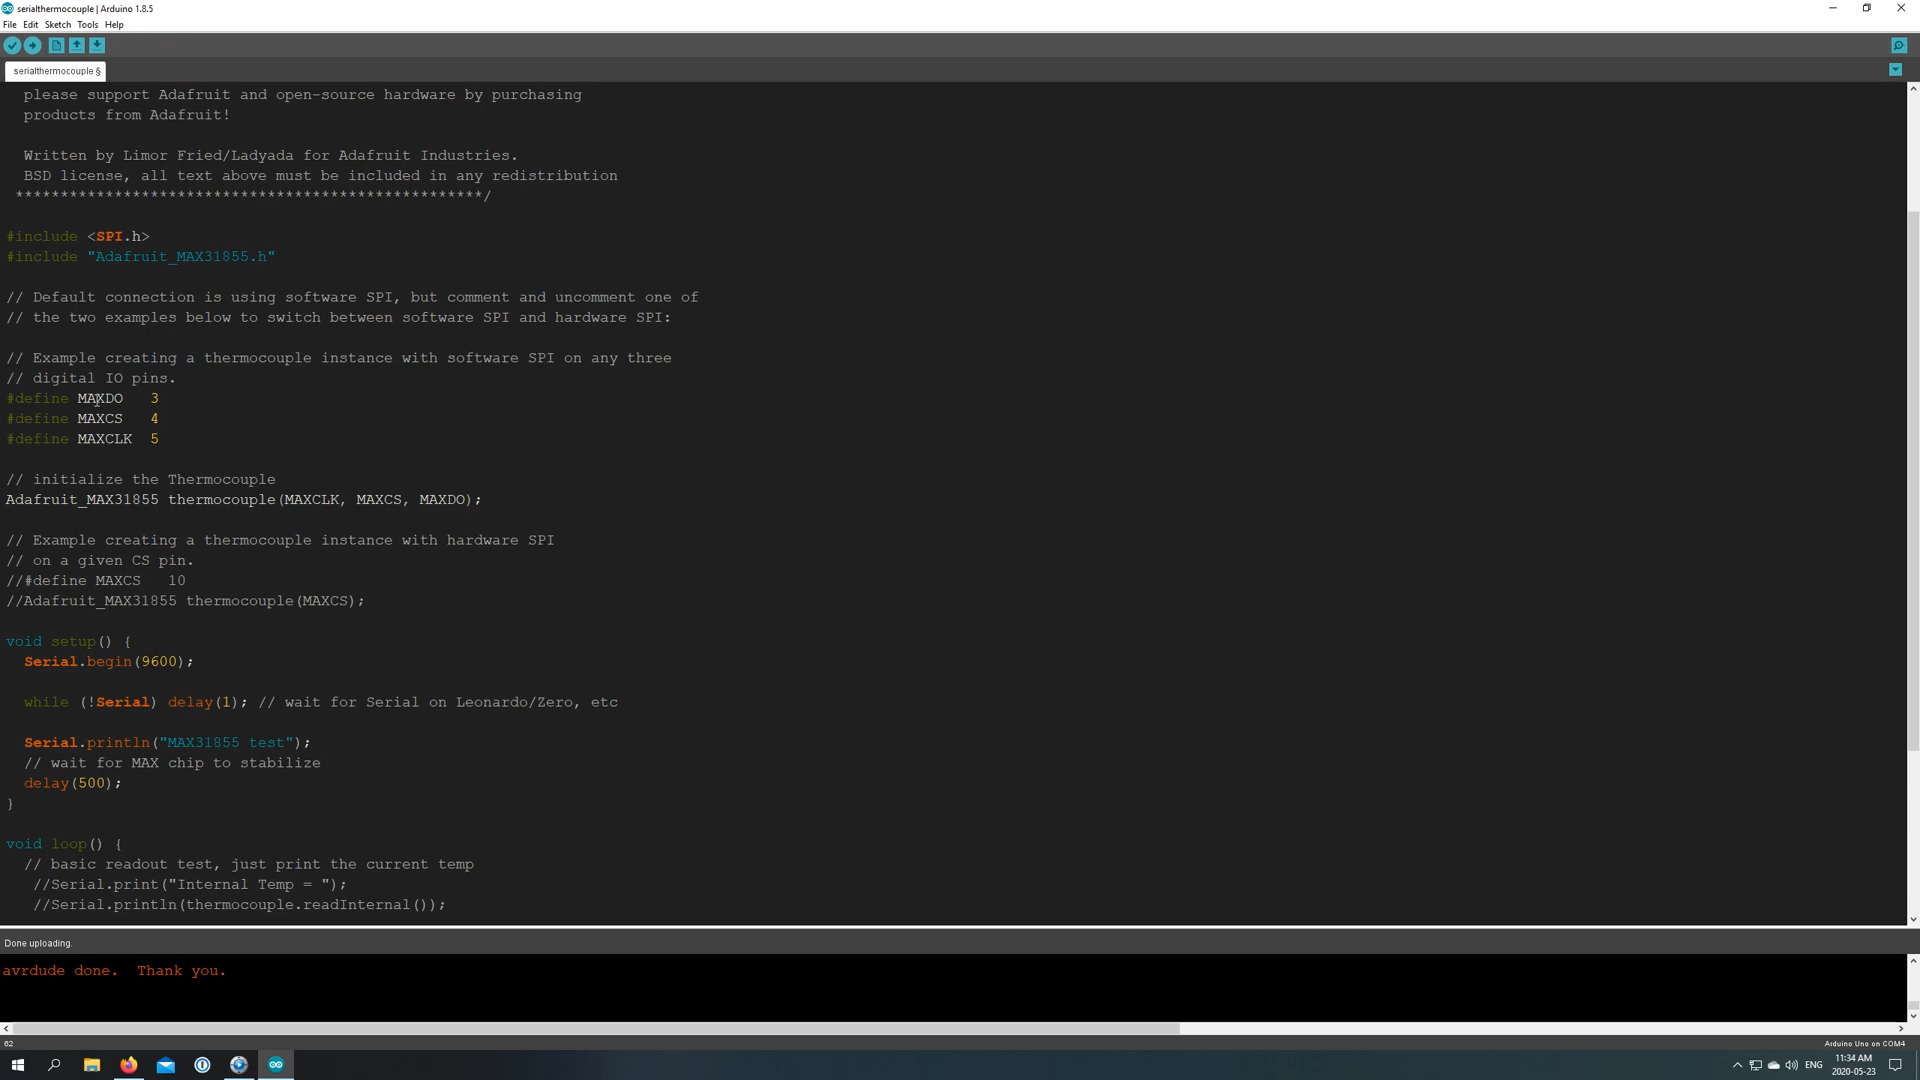 serialthermocouple | Arduino 1.8.5
File Edit Sketch Tools Help
serialthermocouple §
please support Adafruit and open-source hardware by purchasing
products from Adafruit!
Written by Limor Fried/Ladyada for Adafruit Industries.
BSD license, all text above must be included in any redistribution
****************************************************/
#include <SPI.h>
#include "Adafruit_MAX31855.h"
// Default connection is using software SPI, but comment and uncomment one of
// the two examples below to switch between software SPI and hardware SPI:
// Example creating a thermocouple instance with software SPI on any three
// digital IO pins.
#define MAXDO   3
#define MAXCS   4
#define MAXCLK  5
// initialize the Thermocouple
Adafruit_MAX31855 thermocouple(MAXCLK, MAXCS, MAXDO);
// Example creating a thermocouple instance with hardware SPI
// on a given CS pin.
//#define MAXCS   10
//Adafruit_MAX31855 thermocouple(MAXCS);
void setup() {
Serial.begin(9600);
while (!Serial) delay(1); // wait for Serial on Leonardo/Zero, etc
Serial.println("MAX31855 test");
// wait for MAX chip to stabilize
delay(500);
}
void loop() {
// basic readout test, just print the current temp
//Serial.print("Internal Temp = ");
//Serial.println(thermocouple.readInternal());
Done uploading.
avrdude done.  Thank you.
62
Arduino Uno on COM4
ENG
11:34 AM
2020-05-23